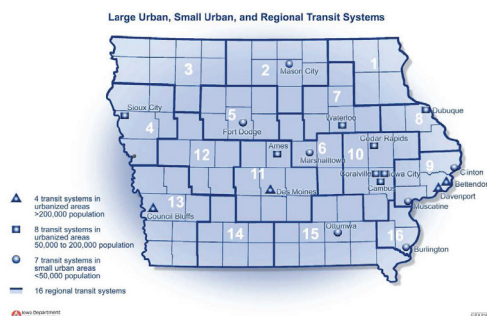 Large Urban, Small Urban, and Regional Transit Systems
3
2
Mason City
1
Sioux City
4
5
Fort Dodge
7
Waterloo
8
Dubuque
12
Ames
6
Marshalltown
Cedar Rapids
10
Coralville
Iowa City
Cambus
9
Clinton
Bettendorf
Davenport
Muscatine
11
Des Moines
13
Council Bluffs
14
15
Ottumwa
16
Burlington
4 transit systems in
urbanized areas
>200,000 population
8 transit systems in
urbanized areas
50,000 to 200,000 population
7 transit systems in
small urban areas
<50,000 population
16 regional transit systems
Iowa Department